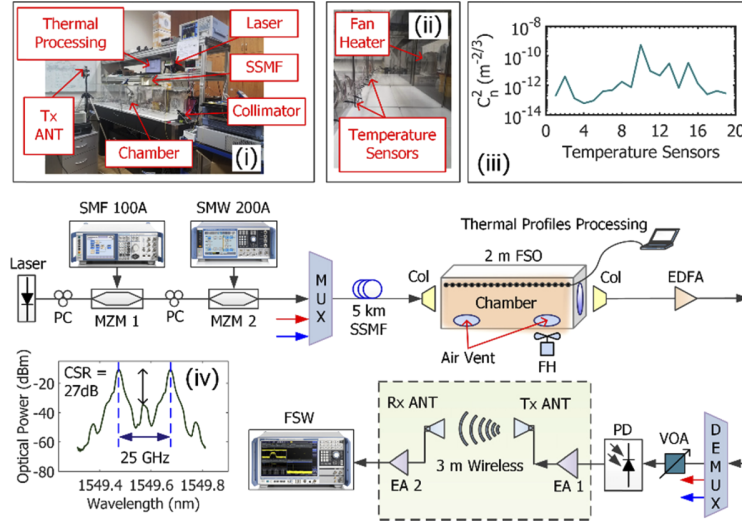 Thermal
Processing
Laser
SSMF
Tx
ANT
Collimator
Chamber
(i)
(ii)
Fan
Heater
Temperature
Sensors
C_n^2 (m^-2/3)
10^-8
10^-10
10^-12
10^-14
0
4
8
12
16
20
Temperature Sensors
(iii)
SMF 100A
SMW 200A
Laser
PC
MZM 1
PC
MZM 2
MUX
5 km
SSMF
Col
Thermal Profiles Processing
2 m FSO
Chamber
Air Vent
FH
Col
EDFA
Optical Power (dBm)
-20
-40
-60
-80
CSR =
27dB
(iv)
25 GHz
1549.4
1549.6
1549.8
Wavelength (nm)
FSW
EA 2
Rx ANT
Tx ANT
3 m Wireless
EA 1
PD
VOA
DEMUX